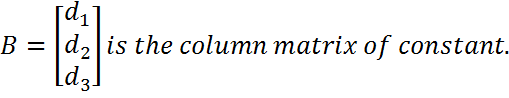 B = [d₁ d₂ d₃] is the column matrix of constant.